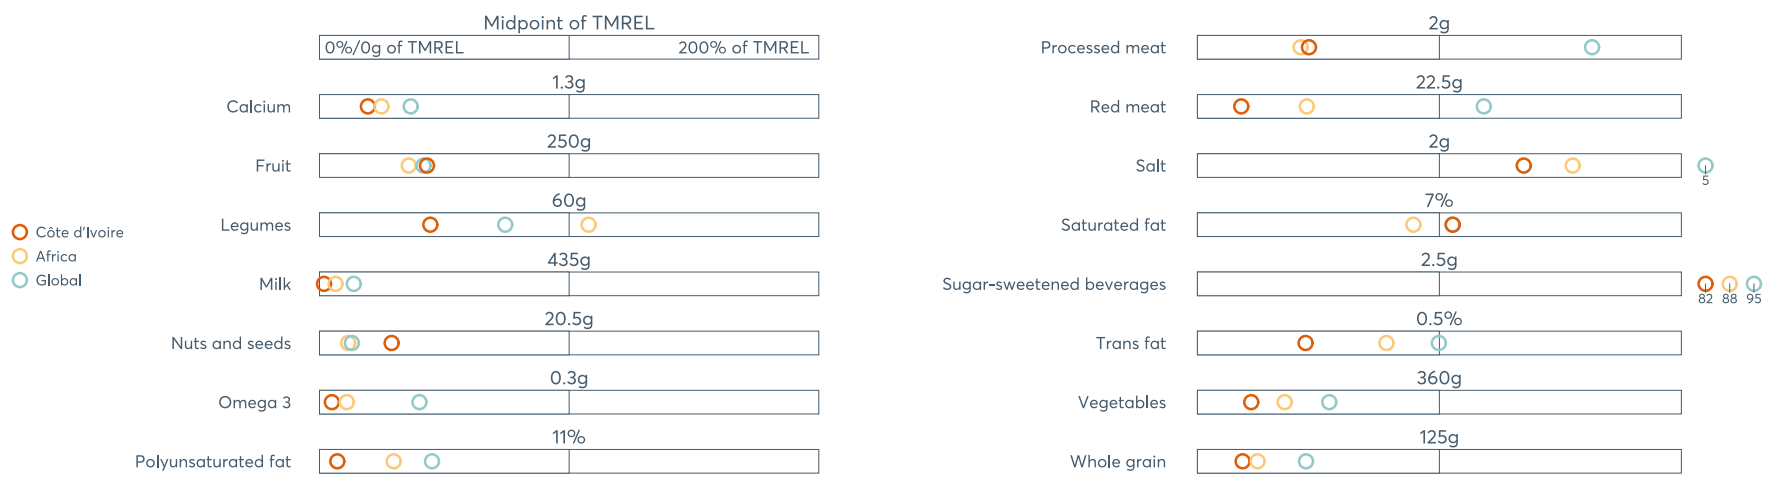 Midpoint of TMREL
0%/0g of TMREL 200% of TMREL
1.3g
Calcium
250g
Fruit
60g
Legumes
435g
Milk
20.5g
Nuts and seeds
0.3g
Omega 3
11%
Polyunsaturated fat
Côte d'Ivoire
Africa
Global
2g
Processed meat
22.5g
Red meat
2g
Salt
5
7%
Saturated fat
2.5g
Sugar-sweetened beverages
82 88 95
0.5%
Trans fat
360g
Vegetables
125g
Whole grain